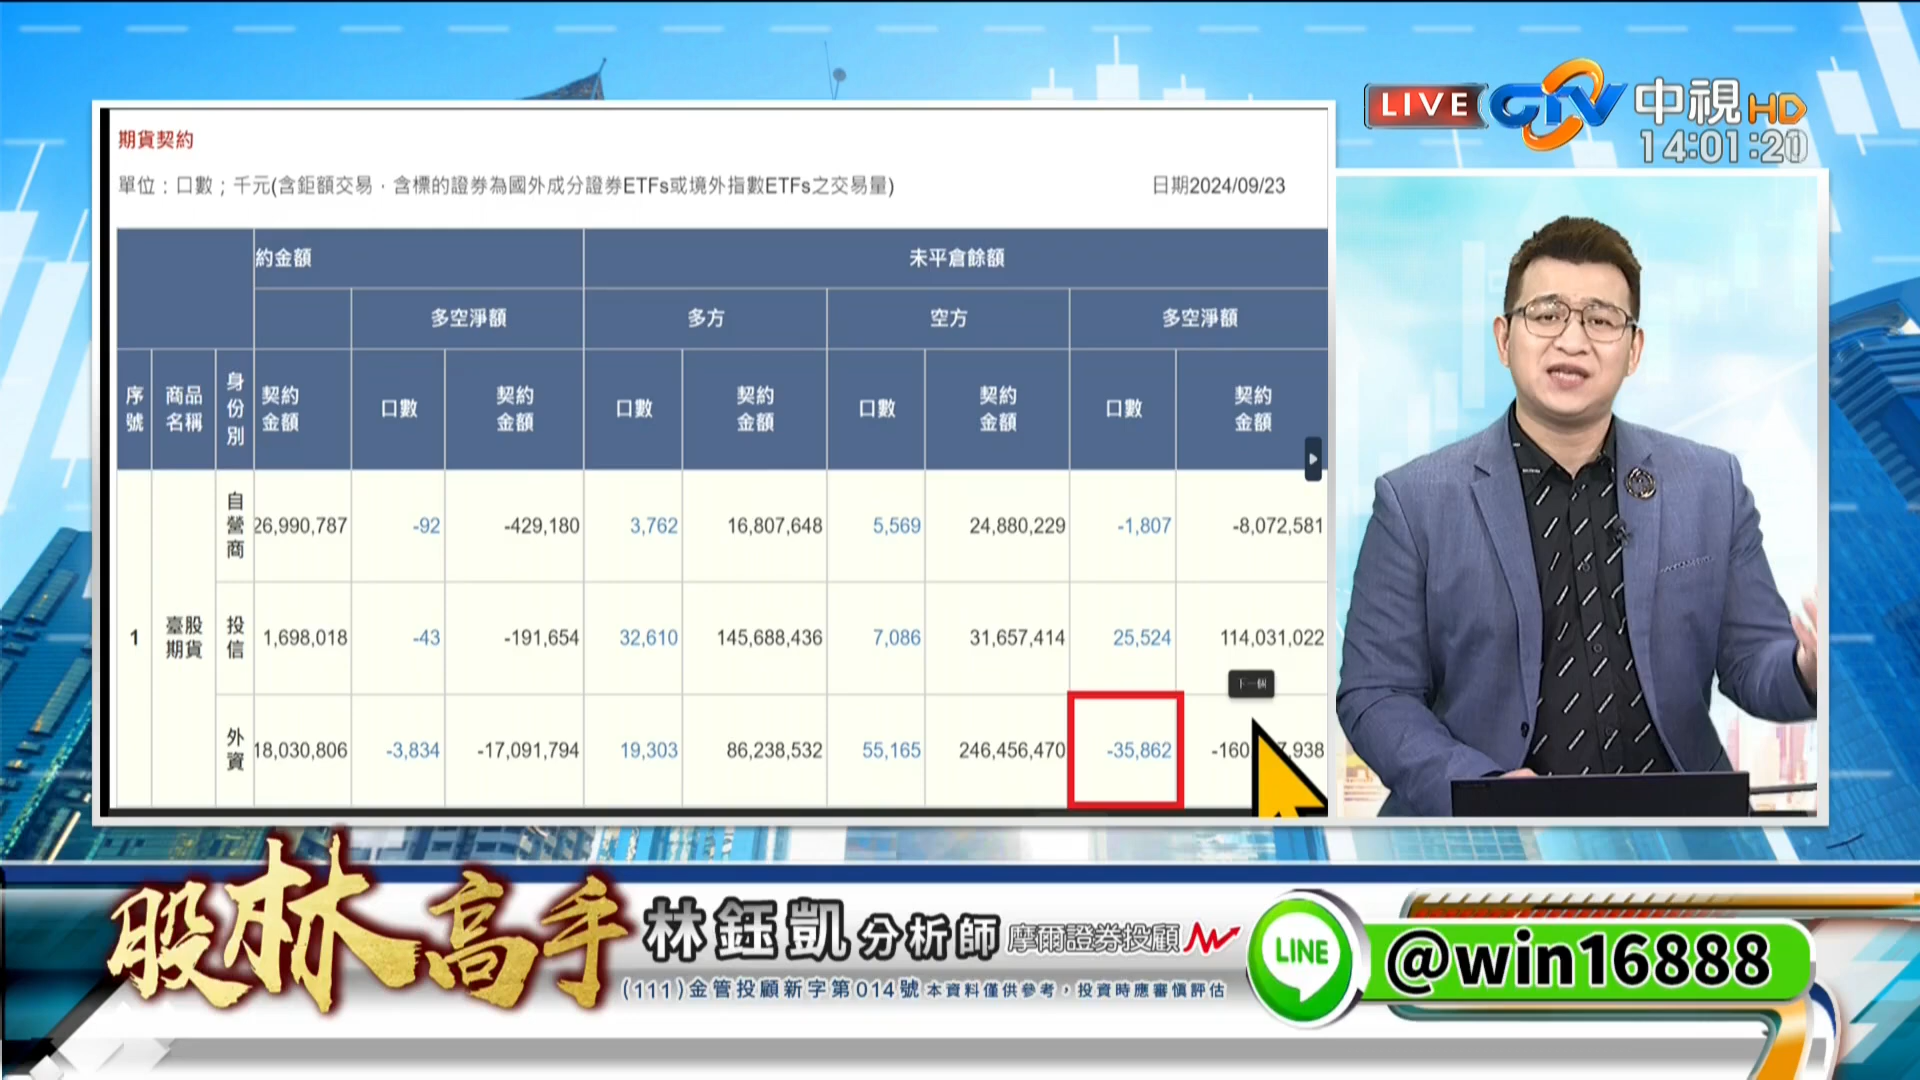 LIVE CTV 中視 HD
14:01:20
期貨契約
單位：口數；千元(含鉅額交易，含標的證券為國外成分證券ETFs或境外指數ETFs之交易量)
日期2024/09/23
約金額 未平倉餘額
多空淨額 多方 空方 多空淨額
序號 商品名稱 身份別 契約金額 口數 契約金額 口數 契約金額 口數 契約金額 口數 契約金額
自營商 26,990,787 -92 -429,180 3,762 16,807,648 5,569 24,880,229 -1,807 -8,072,581
1 臺股期貨 投信 1,698,018 -43 -191,654 32,610 145,688,436 7,086 31,657,414 25,524 114,031,022
下一個
外資 18,030,806 -3,834 -17,091,794 19,303 86,238,532 55,165 246,456,470 -35,862 -160 7,938
股林高手
林鈺凱 分析師 摩爾證券投顧
(111)金管投顧新字第014號 本資料僅供參考，投資時應審慎評估
LINE @win16888